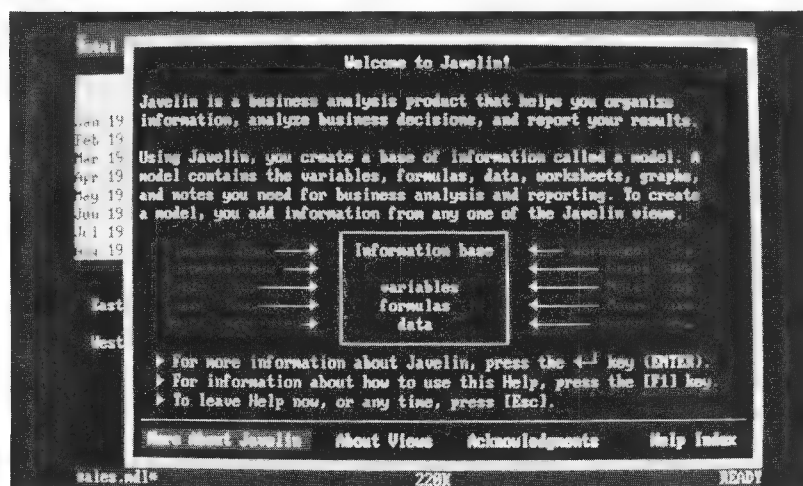 Total
Welcome to Javelin!
Javelin is a business analysis product that helps you organize
information, analyze business decisions, and report your results.
Using Javelin, you create a base of information called a model. A
model contains the variables, formulas, data, worksheets, graphs,
and notes you need for business analysis and reporting. To create
a model, you add information from any one of the Javelin views.
Jan 19
Feb 19
Mar 19
Apr 19
May 19
Jun 19
Jul 19
19
Information base
variables
formulas
data
East
West
For more information about Javelin, press the ↵ key (ENTER).
For information about how to use this Help, press the [F1] key
To leave Help now, or any time, press [Esc].
More About Javelin About Views Acknowledgments Help Index
sales.mdl* 220K READY